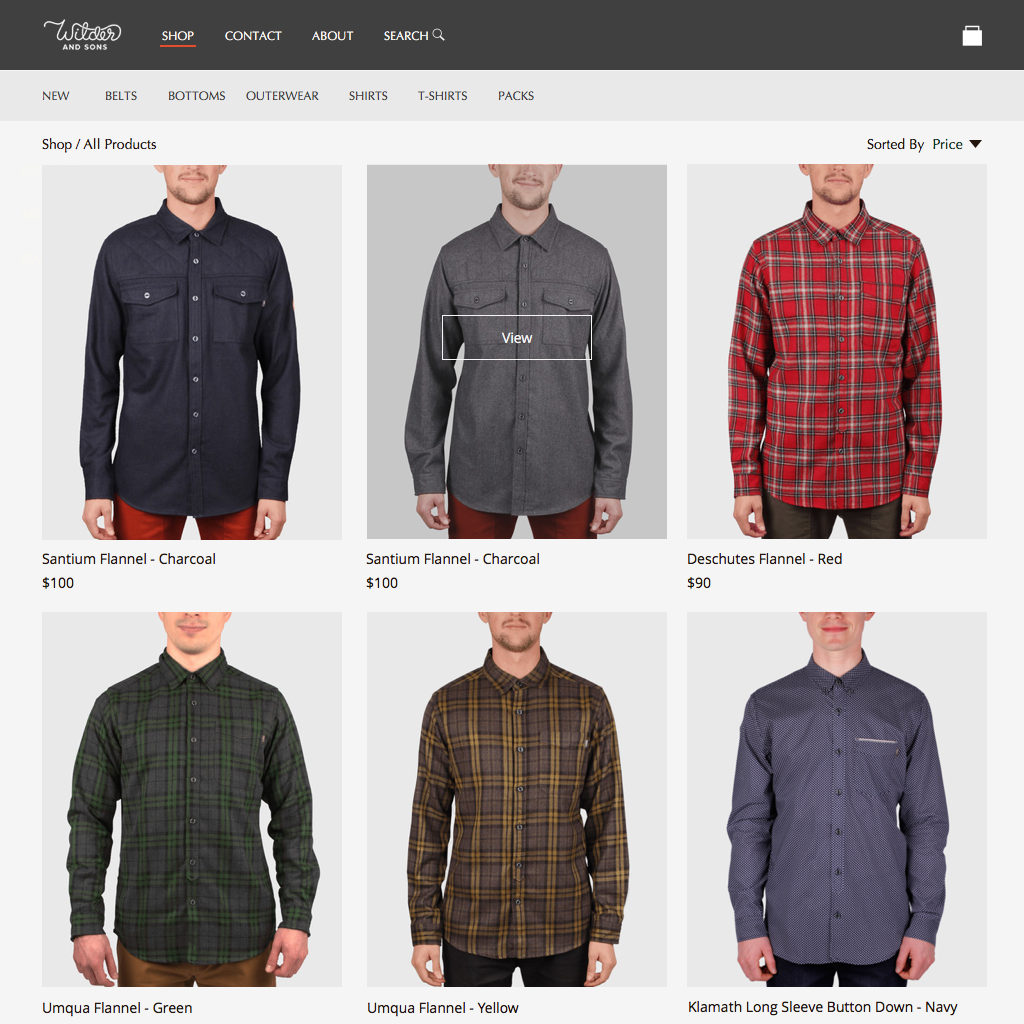 Wilder
AND SONS
SHOP CONTACT ABOUT SEARCH
NEW BELTS BOTTOMS OUTERWEAR SHIRTS T-SHIRTS PACKS
Shop / All Products
Sorted By Price
View
Santium Flannel - Charcoal
$100
Santium Flannel - Charcoal
$100
Deschutes Flannel - Red
$90
Umqua Flannel - Green
Umqua Flannel - Yellow
Klamath Long Sleeve Button Down - Navy